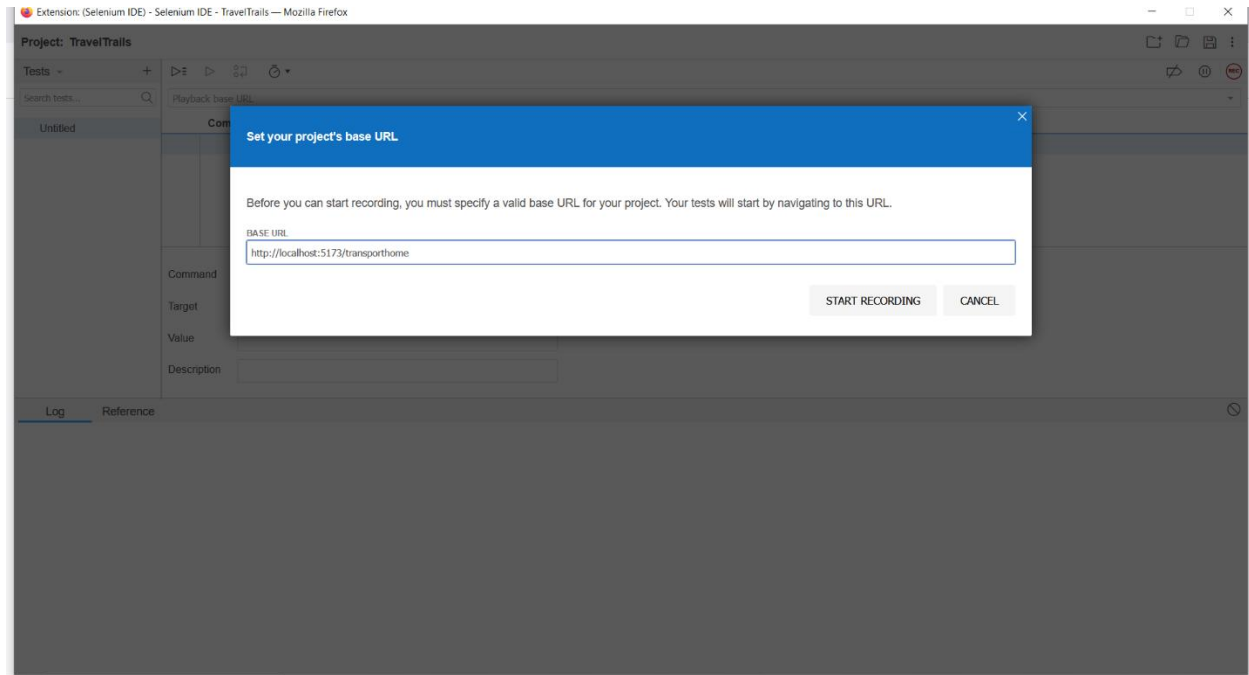 Extension: (Selenium IDE) - Selenium IDE - TravelTrails — Mozilla Firefox
Project: TravelTrails
Tests
Search tests...
Playback base URL
Untitled
Com
Set your project's base URL
Before you can start recording, you must specify a valid base URL for your project. Your tests will start by navigating to this URL.
BASE URL
http://localhost:5173/transporthome
START RECORDING CANCEL
Command
Target
Value
Description
Log Reference
REC